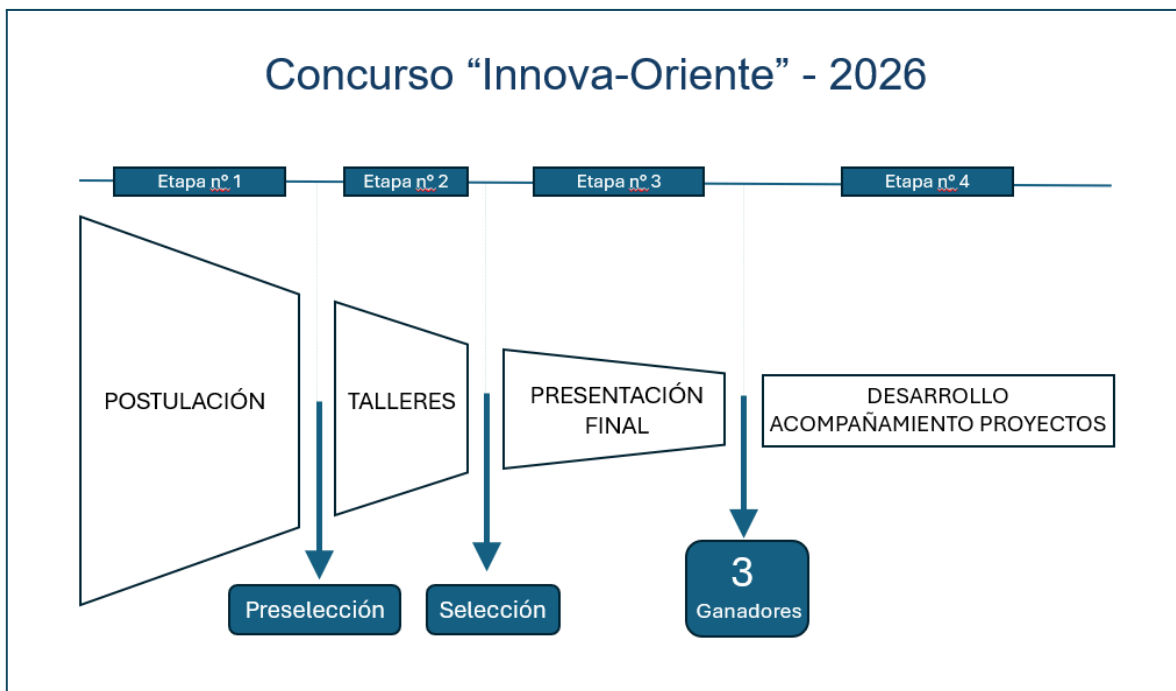 Concurso “Innova-Oriente” - 2026
Etapa nº 1
Etapa nº 2
Etapa nº 3
Etapa nº 4
POSTULACIÓN
TALLERES
PRESENTACIÓN
FINAL
DESARROLLO
ACOMPAÑAMIENTO PROYECTOS
Preselección
Selección
3
Ganadores